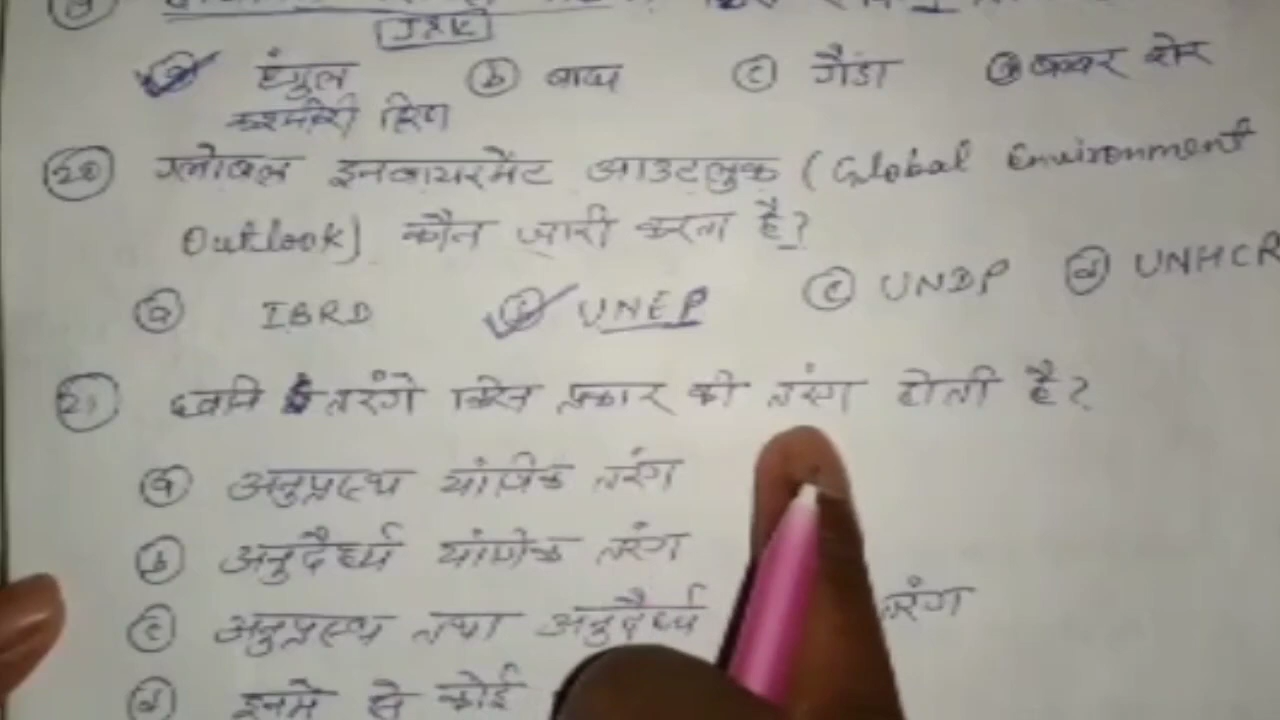 J&K
हंगुल ⓑ बाघ ⓒ गैंडा ⓓ बब्बर शेर
कश्मीरी हिरण
20 ग्लोबल इनवायरमेंट आउटलुक (Global Environment
Outlook) कौन जारी करता है?
ⓐ IBRD ⓑ UNEP ⓒ UNDP ⓓ UNHCR
21 ध्वनि तरंगे किस प्रकार की तरंग होती है?
ⓐ अनुप्रस्थ यांत्रिक तरंग
ⓑ अनुदैर्घ्य यांत्रिक तरंग
ⓒ अनुप्रस्थ तथा अनुदैर्घ्य तरंग
ⓓ इनमे से कोई